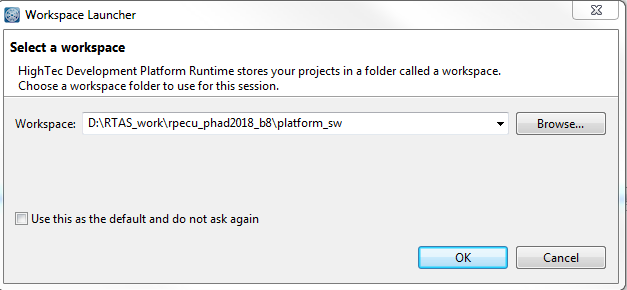 Workspace Launcher
Select a workspace
HighTec Development Platform Runtime stores your projects in a folder called a workspace.
Choose a workspace folder to use for this session.
Workspace: D:\RTAS_work\rpecu_phad2018_b8\platform_sw Browse...
Use this as the default and do not ask again
OK Cancel